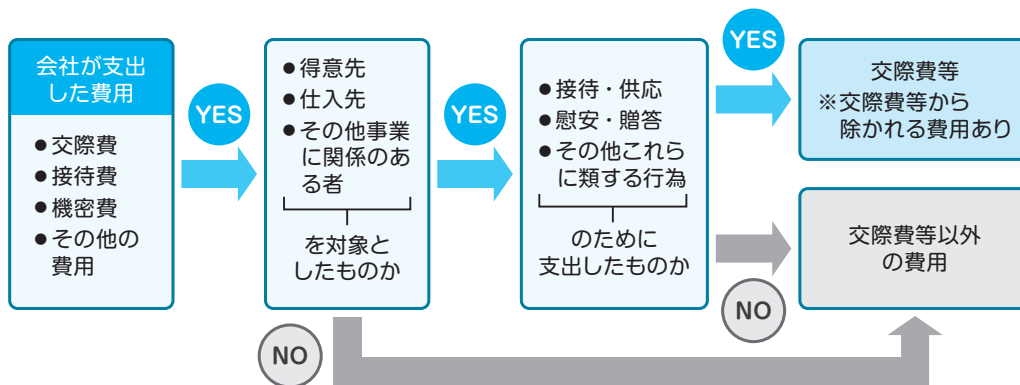 会社が支出
した費用
●交際費
●接待費
●機密費
●その他の
費用
YES
●得意先
●仕入先
●その他事業
に関係のあ
る者
を対象と
したものか
YES
●接待・供応
●慰安・贈答
●その他これら
に類する行為
のために
支出したものか
YES
交際費等
※交際費等から
除かれる費用あり
NO
交際費等以外
の費用
NO